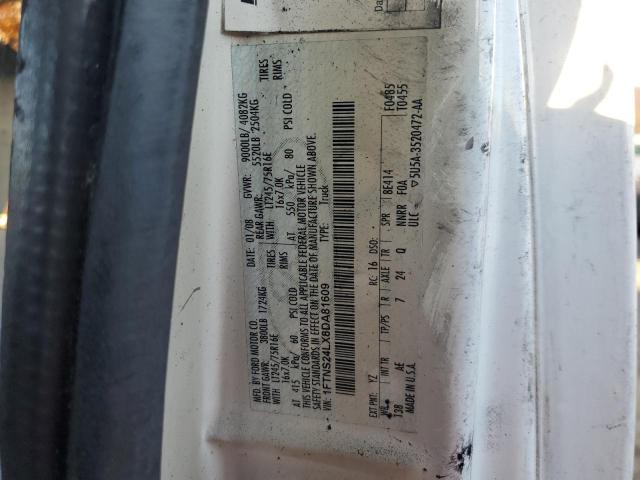 MFD. BY FORD MOTOR CO.
DATE: 01/08 GVWR: 9000LB/ 4082KG
FRONT GAWR: 3800LB 1724KG REAR GAWR: 5520LB 2504KG
WITH LT245/75R16E TIRES WITH LT245/75R16E TIRES
16x7.0K RIMS 16x7.0K RIMS
AT 415 kPa/ 60 PSI COLD AT 550 kPa/ 80 PSI COLD
THIS VEHICLE CONFORMS TO ALL APPLICABLE FEDERAL MOTOR VEHICLE
SAFETY STANDARDS IN EFFECT ON THE DATE OF MANUFACTURE SHOWN ABOVE.
VIN: 1FTNS24LX8DA81609 TYPE: Truck
EXT PNT: YZ RC: 16 DSO: F0485
WB INT TR TP/PS R AXLE TR SPR 8E414 T0455
138 AE 7 24 Q NNRR FOA
MADE IN U.S.A. ULC 5U5A-3520472-AA
Da